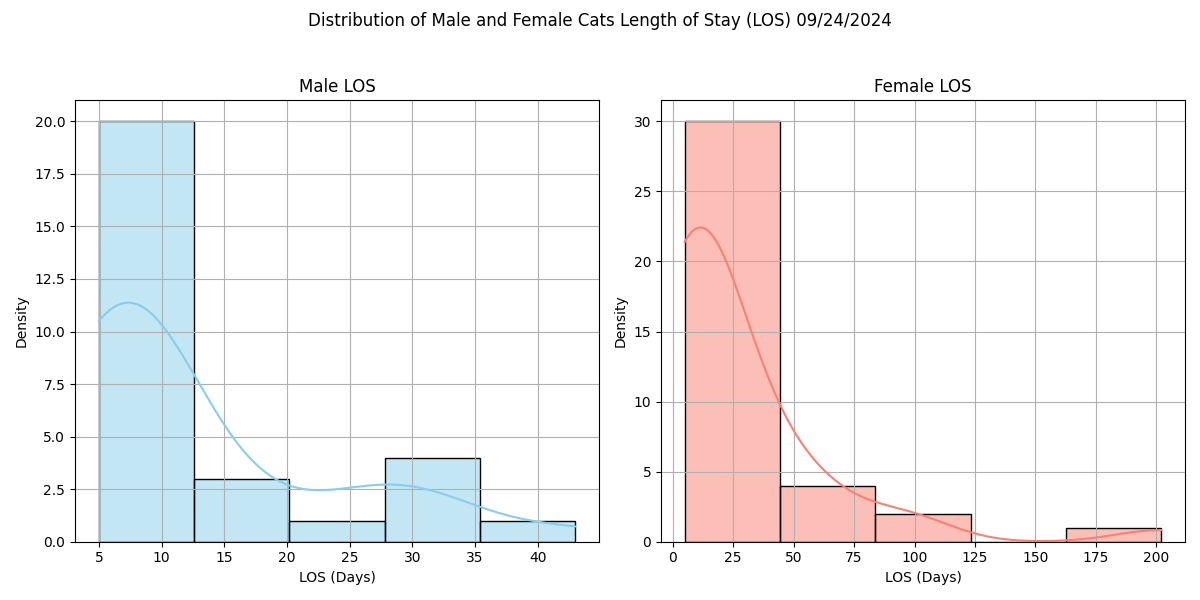 Distribution of Male and Female Cats Length of Stay (LOS) 09/24/2024
Male LOS
Density
20.0
17.5
15.0
12.5
10.0
7.5
5.0
2.5
0.0
5 10 15 20 25 30 35 40
LOS (Days)
Female LOS
Density
30
25
20
15
10
5
0
0 25 50 75 100 125 150 175 200
LOS (Days)